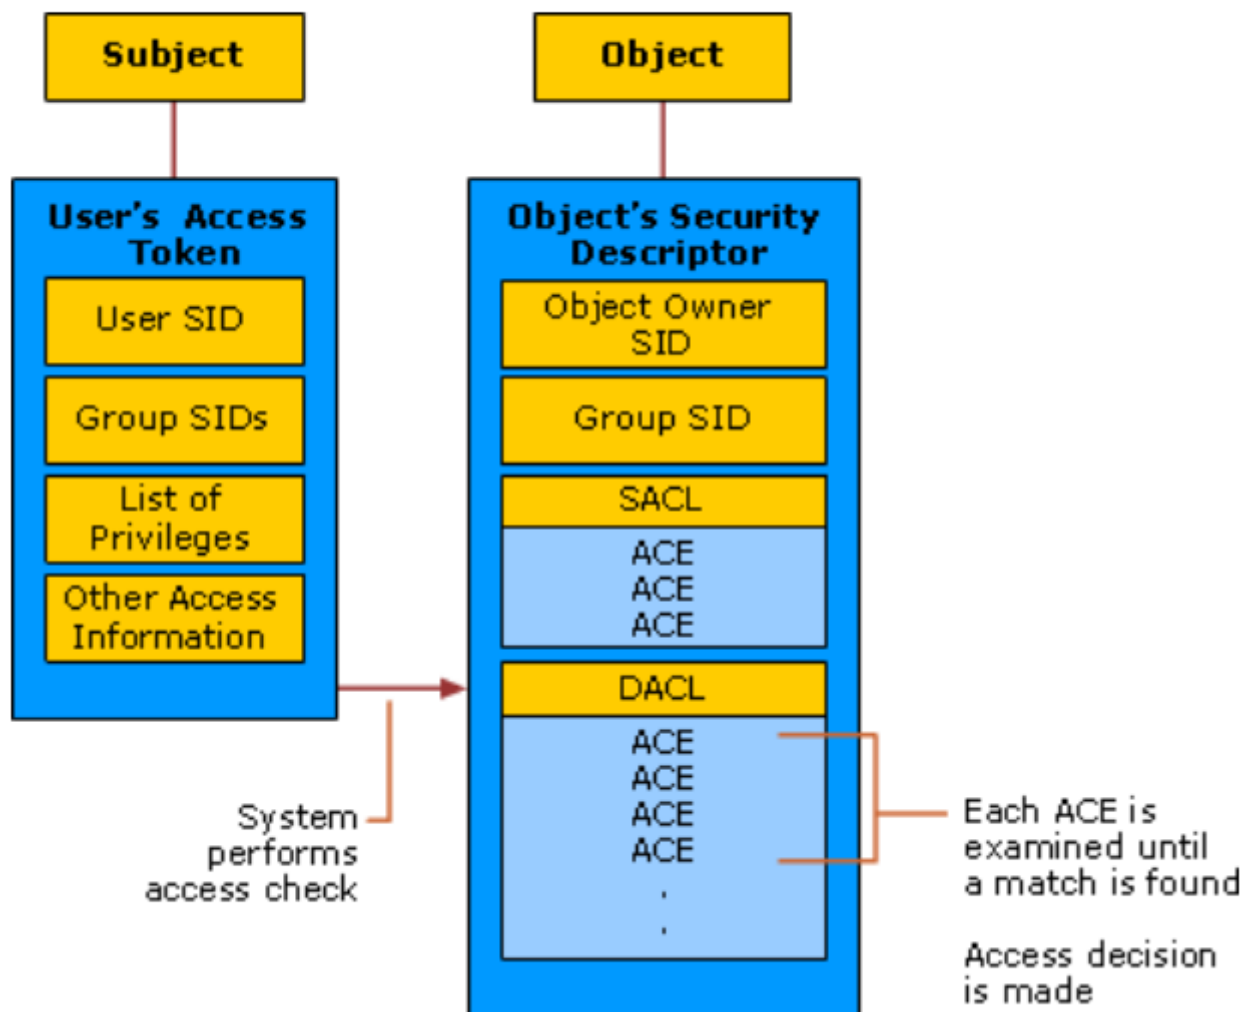 Subject
Object
User's Access
Token
User SID
Group SIDs
List of
Privileges
Other Access
Information
Object's Security
Descriptor
Object Owner
SID
Group SID
SACL
ACE
ACE
ACE
DACL
ACE
ACE
ACE
ACE
.
.
System
performs
access check
Each ACE is
examined until
a match is found
Access decision
is made